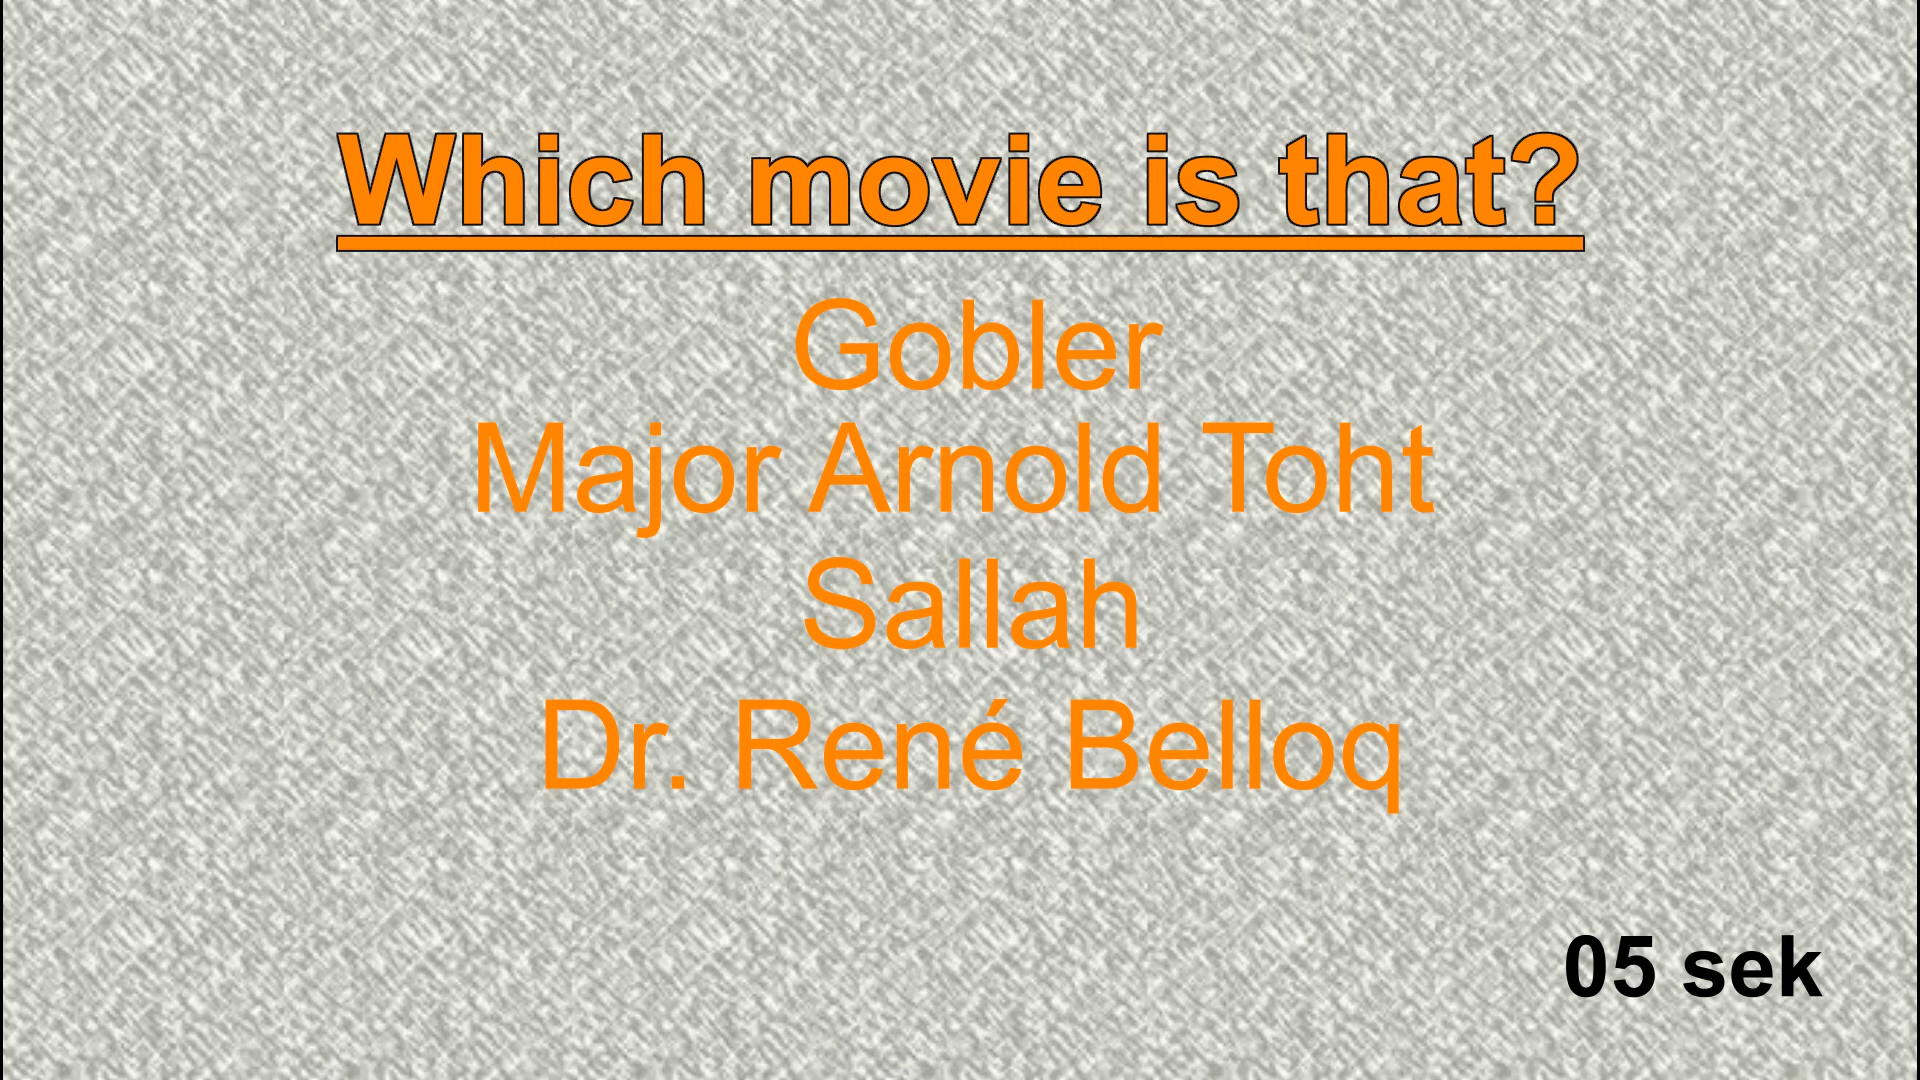 Which movie is that?
Gobler
Major Arnold Toht
Sallah
Dr. René Belloq
05 sek